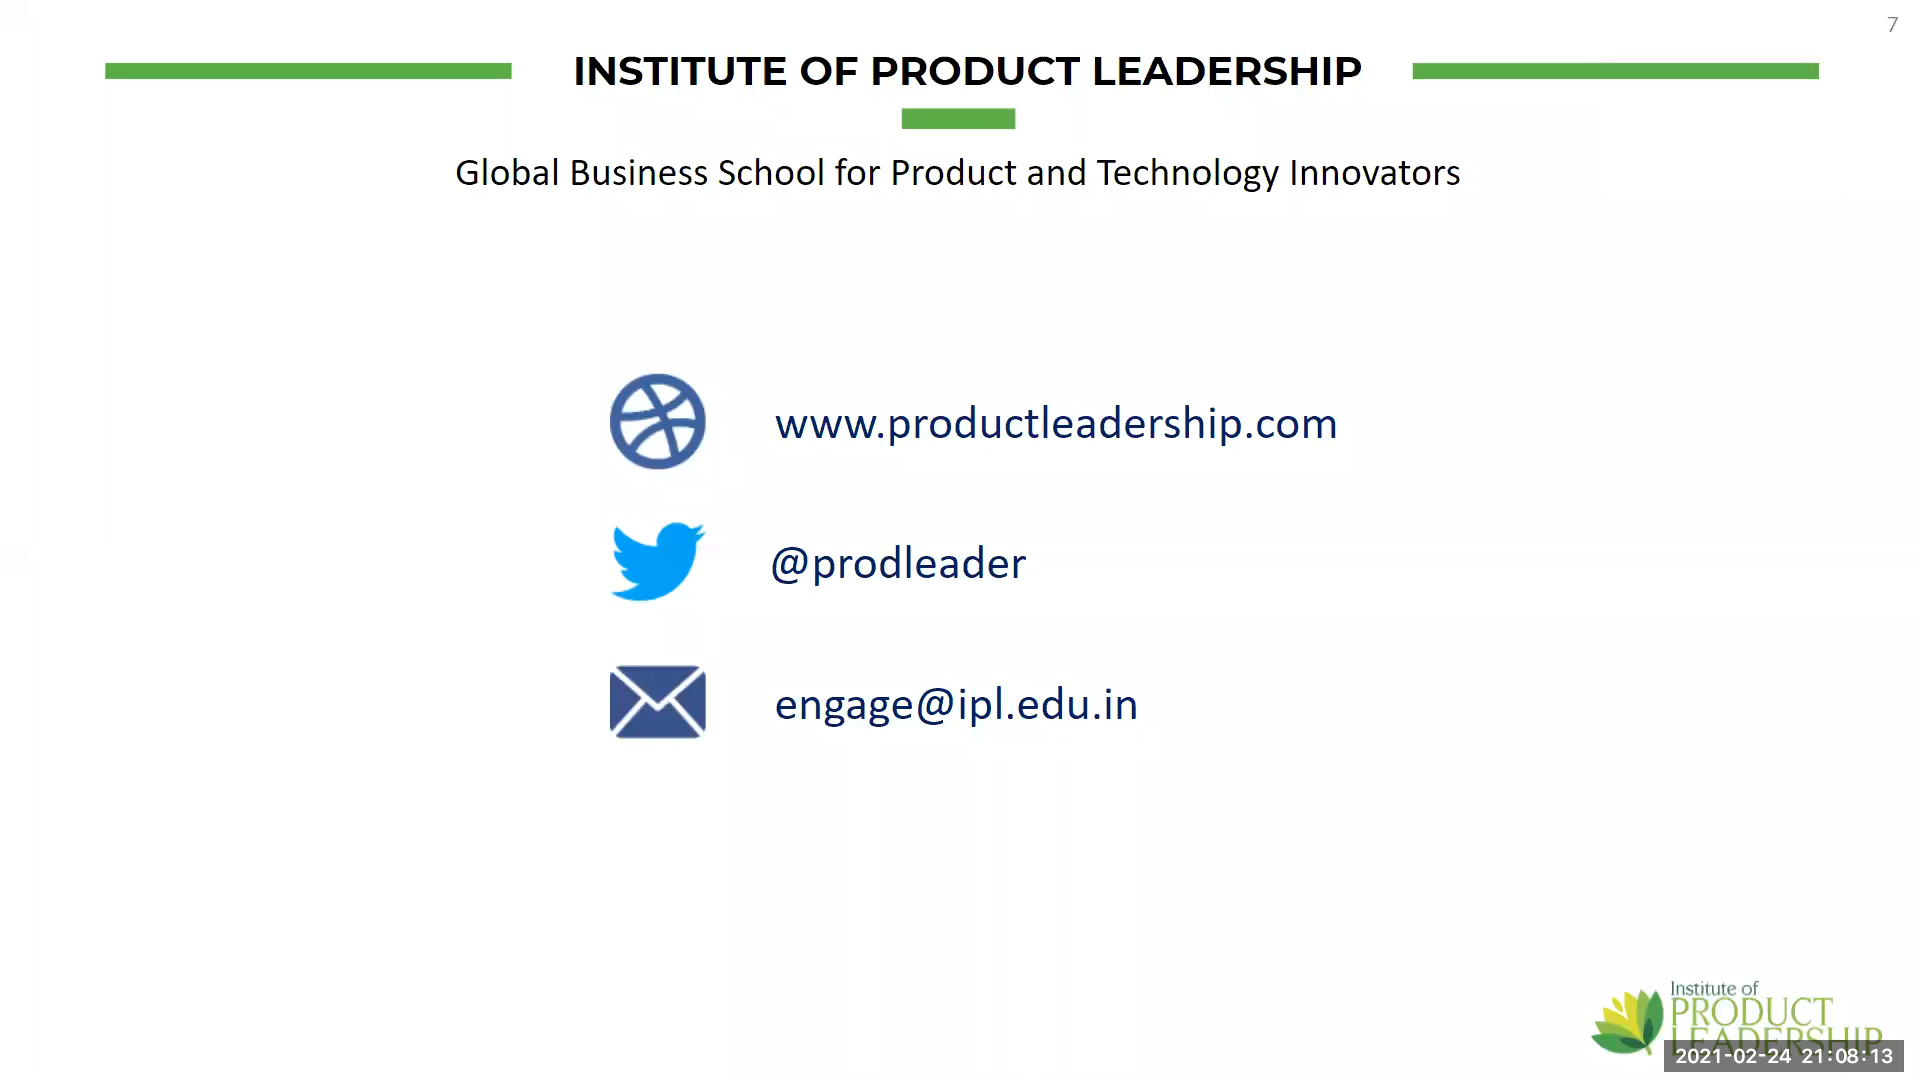 7
INSTITUTE OF PRODUCT LEADERSHIP
Global Business School for Product and Technology Innovators
www.productleadership.com
@prodleader
engage@ipl.edu.in
Institute of
PRODUCT
LEADERSHIP
2021-02-24 21:08:13